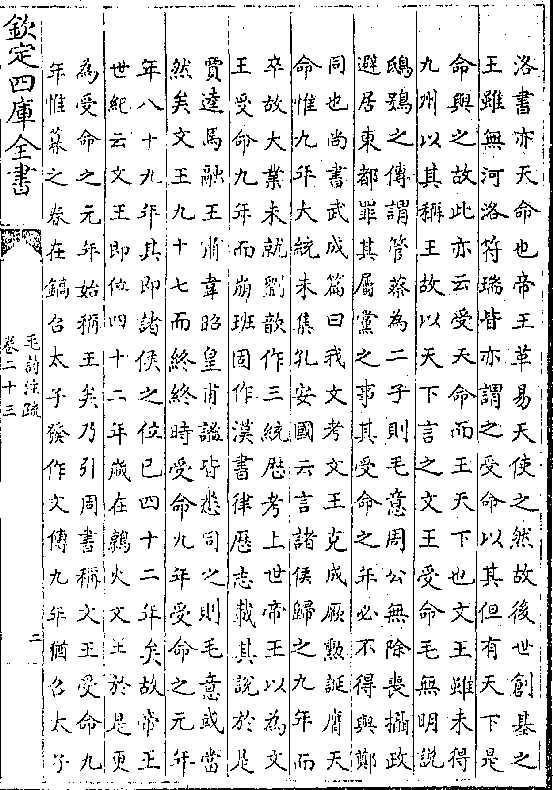 洛書亦天命也帝王革易天使之然故後世創基之
王雖無河洛符瑞皆亦謂之受命以其但有天下是
命與之故此亦云受天命而王天下也文王雖未得
九州以其稱王故以天下言之文王受命毛無明說
鴟鴞之傳謂管蔡為二子則毛意周公無除喪攝政
避居東都罪其屬黨之事其受命之年必不得與鄭
同也尚書武成篇曰我文考文王克成厥勲誕膺天
命惟九年大統未集孔安國云言諸侯歸之九年而
卒故大業未就劉歆作三統厯考上世帝王以為文
王受命九年而崩班固作漢書律厯志載其說於是
賈逵馬融王肅韋昭皇甫謐皆悉同之則毛意或當
然矣文王九十七而終終時受命九年受命之元年
年八十九年其即諸侯之位已四十二年矣故帝王
世紀云文王即位四十二年歲在鶉火文王於是更
為受命之元年始稱王矣乃引周書稱文王受命九
年惟暮之春在鎬召太子發作文傳九年猶召太子
欽定四庫全書
毛詩注疏
卷二十三
二